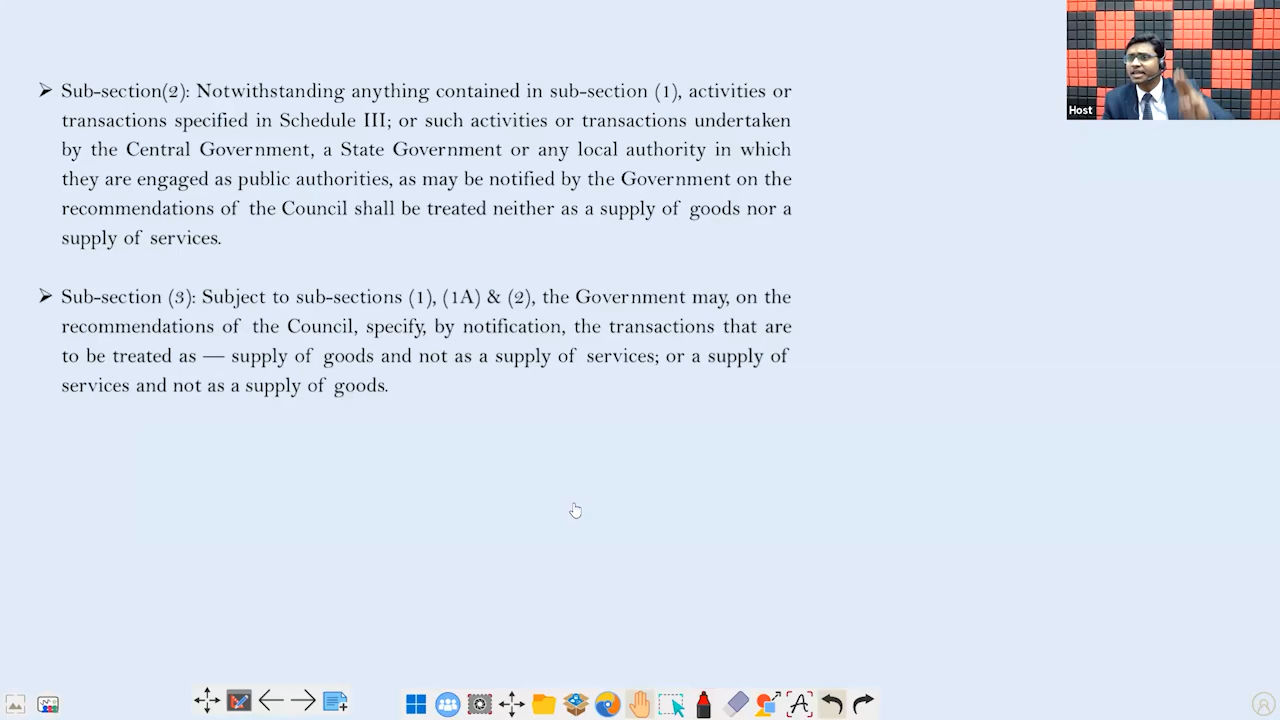 ➢ Sub-section(2): Notwithstanding anything contained in sub-section (1), activities or
transactions specified in Schedule III; or such activities or transactions undertaken
by the Central Government, a State Government or any local authority in which
they are engaged as public authorities, as may be notified by the Government on the
recommendations of the Council shall be treated neither as a supply of goods nor a
supply of services.
➢ Sub-section (3): Subject to sub-sections (1), (1A) & (2), the Government may, on the
recommendations of the Council, specify, by notification, the transactions that are
to be treated as — supply of goods and not as a supply of services; or a supply of
services and not as a supply of goods.
Host